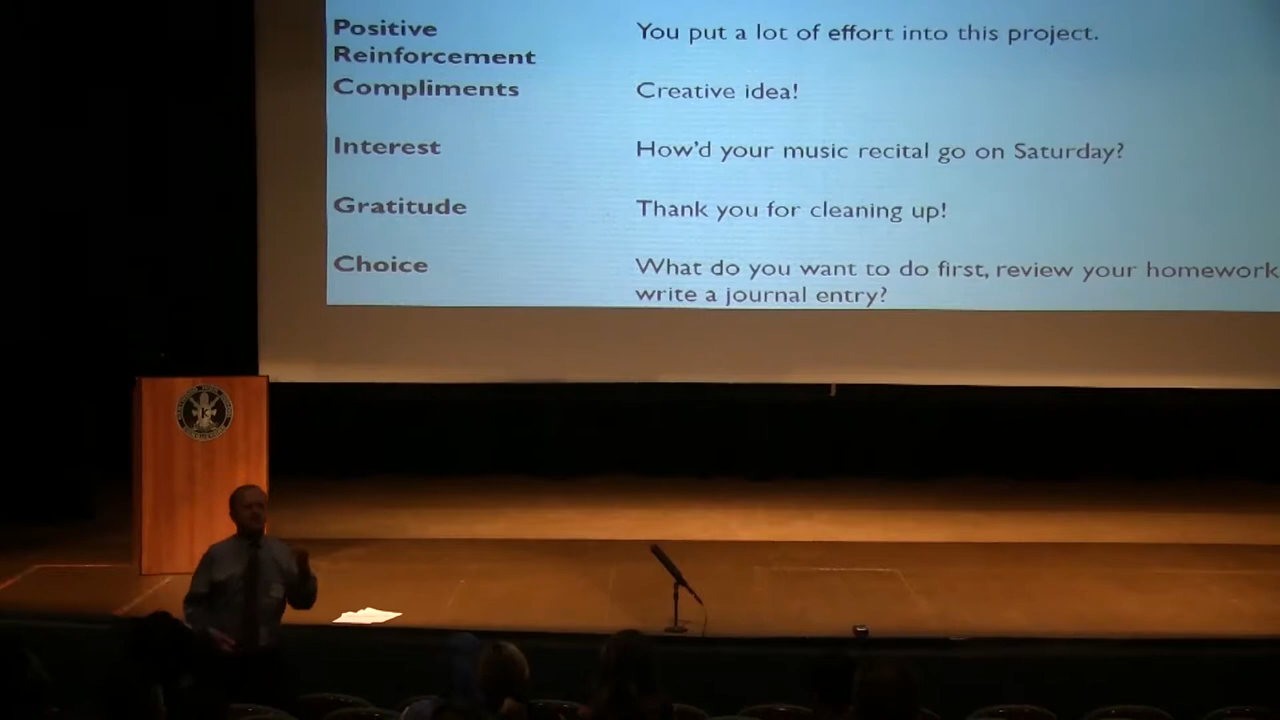 Positive You put a lot of effort into this project.
Reinforcement
Compliments Creative idea!
Interest How'd your music recital go on Saturday?
Gratitude Thank you for cleaning up!
Choice What do you want to do first, review your homework
write a journal entry?
K